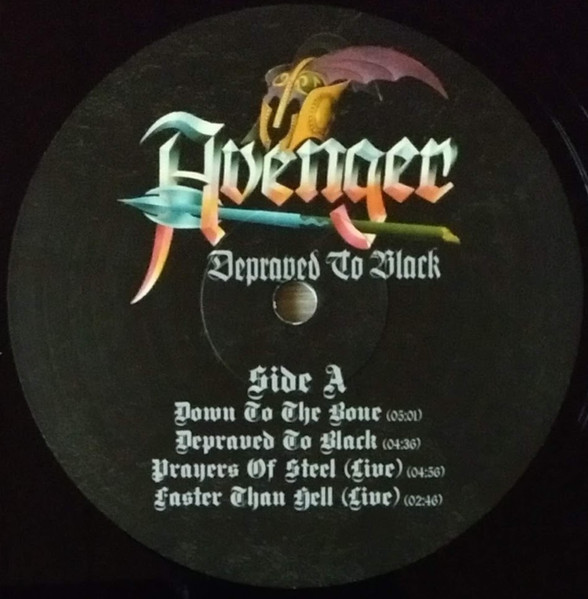 Avenger
Depraved To Black
Side A
Down To The Bone (05:01)
Depraved To Black (04:36)
Prayers Of Steel (Live) (04:56)
Faster Than Hell (Live) (02:46)